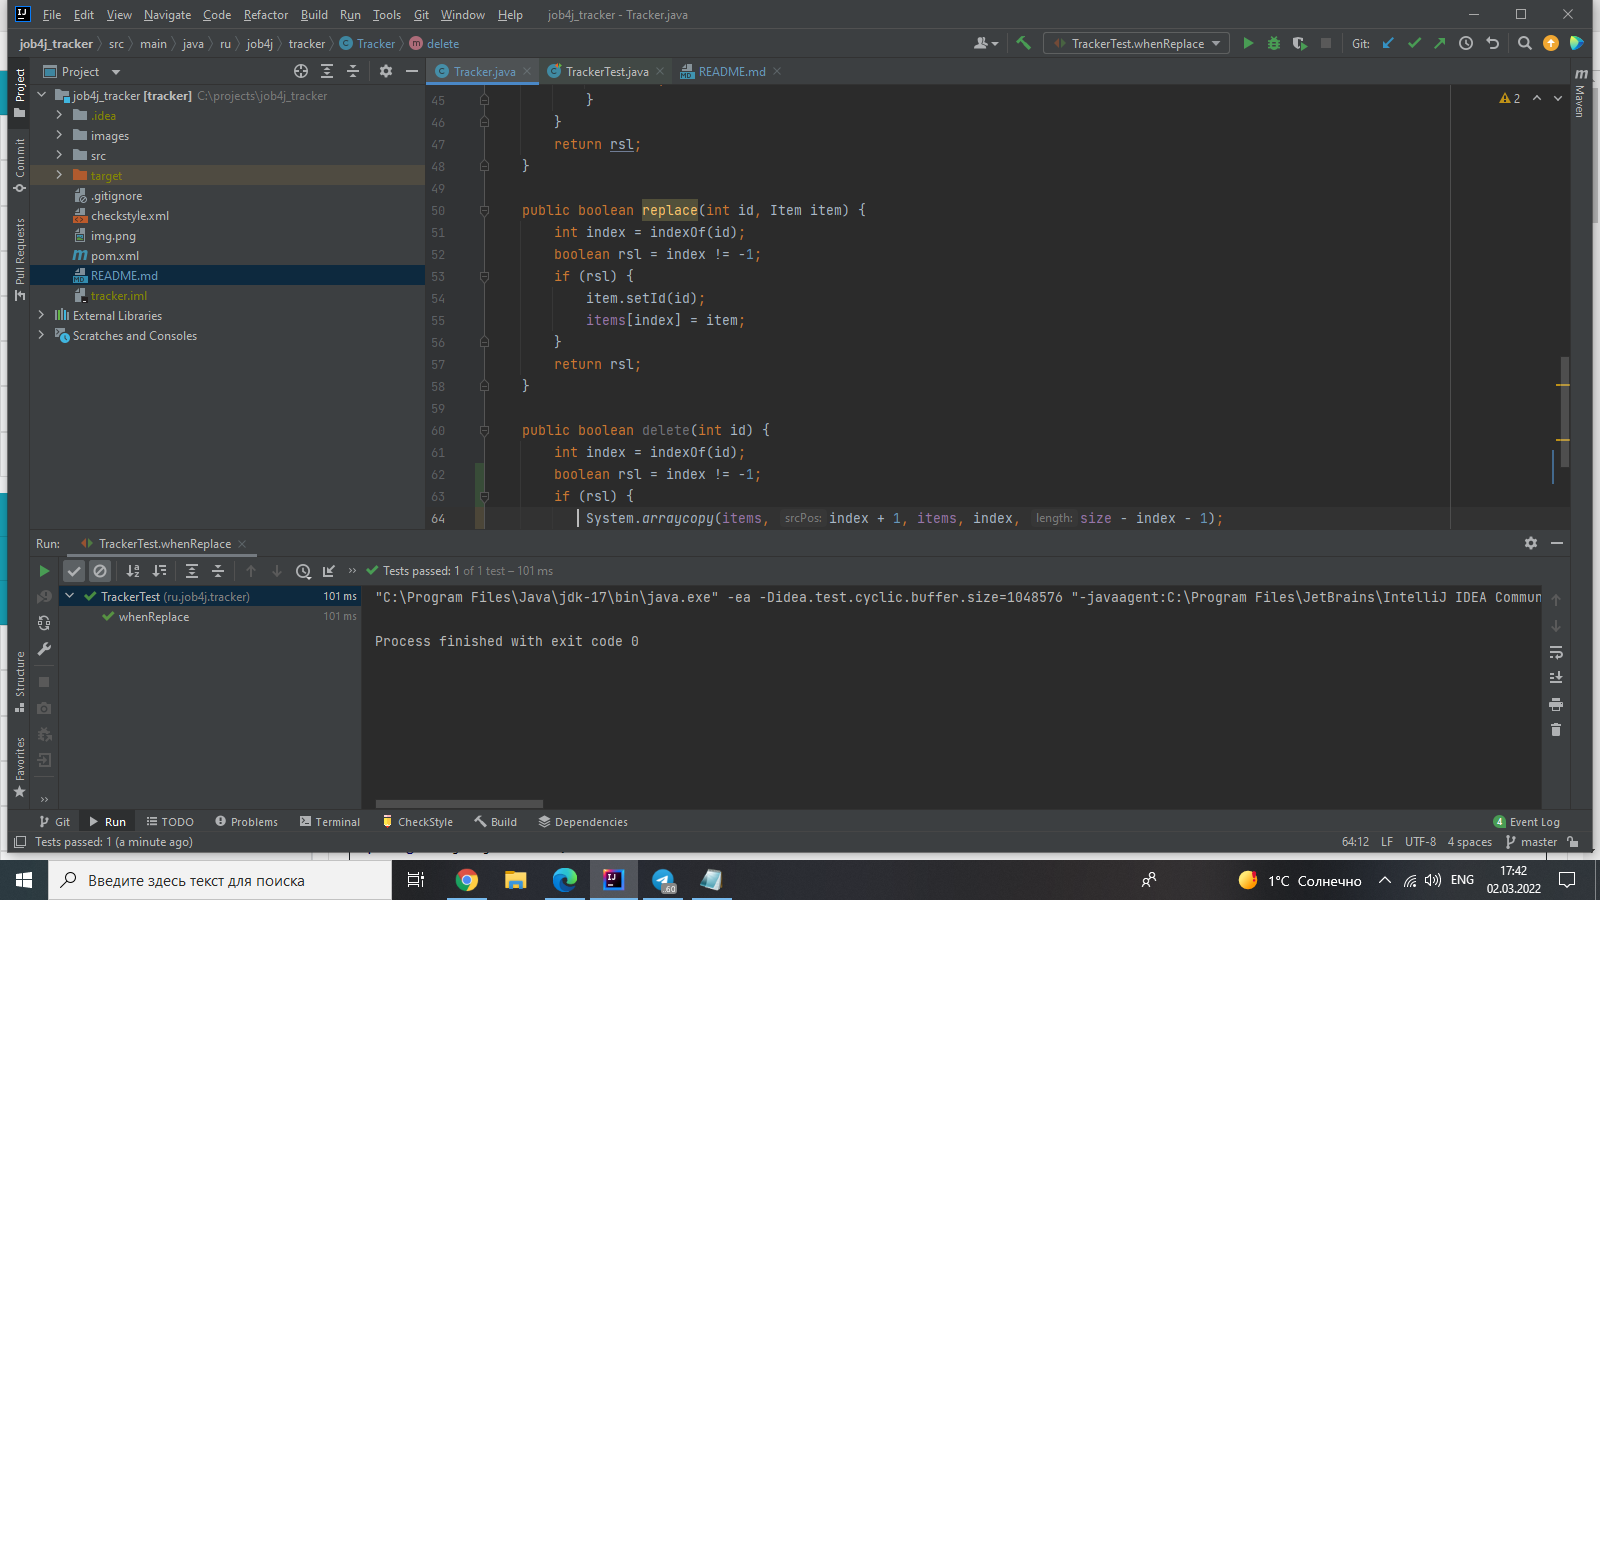 File Edit View Navigate Code Refactor Build Run Tools Git Window Help job4j_tracker - Tracker.java
job4j_tracker src main java ru job4j tracker Tracker delete
TrackerTest.whenReplace Git:
Project
Tracker.java TrackerTest.java README.md
job4j_tracker [tracker] C:\projects\job4j_tracker
.idea
images
src
target
.gitignore
checkstyle.xml
img.png
pom.xml
README.md
tracker.iml
External Libraries
Scratches and Consoles
Project
Commit
Pull Requests
Structure
Favorites
Maven
2
45 }
46 }
47 return rsl;
48 }
49
50 public boolean replace(int id, Item item) {
51 int index = indexOf(id);
52 boolean rsl = index != -1;
53 if (rsl) {
54 item.setId(id);
55 items[index] = item;
56 }
57 return rsl;
58 }
59
60 public boolean delete(int id) {
61 int index = indexOf(id);
62 boolean rsl = index != -1;
63 if (rsl) {
64 System.arraycopy(items, srcPos: index + 1, items, index, length: size - index - 1);
Run: TrackerTest.whenReplace
Tests passed: 1 of 1 test – 101 ms
TrackerTest (ru.job4j.tracker) 101 ms
whenReplace 101 ms
"C:\Program Files\Java\jdk-17\bin\java.exe" -ea -Didea.test.cyclic.buffer.size=1048576 "-javaagent:C:\Program Files\JetBrains\IntelliJ IDEA Commun
Process finished with exit code 0
Git Run TODO Problems Terminal CheckStyle Build Dependencies 4 Event Log
Tests passed: 1 (a minute ago) 64:12 LF UTF-8 4 spaces master
Введите здесь текст для поиска
.60
1°C Солнечно ENG
17:42
02.03.2022